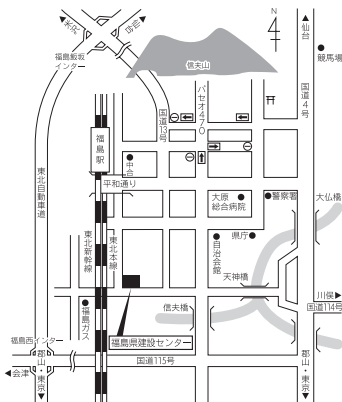 N
米沢
仙台
▲仙台
福島飯坂
インター
信夫山
競馬場
国道4号
国道13号
パセオ470
福島駅
中合
平和通り
東北自動車道
大原
総合病院
警察署
大仏橋
県庁
自治会館
東北新幹線
東北本線
天神橋
川俣▶
国道114号
福島ガス
信夫橋
福島県建設センター
福島西インター
国道115号
◀会津
郡山・東京▼
郡山・東京▼